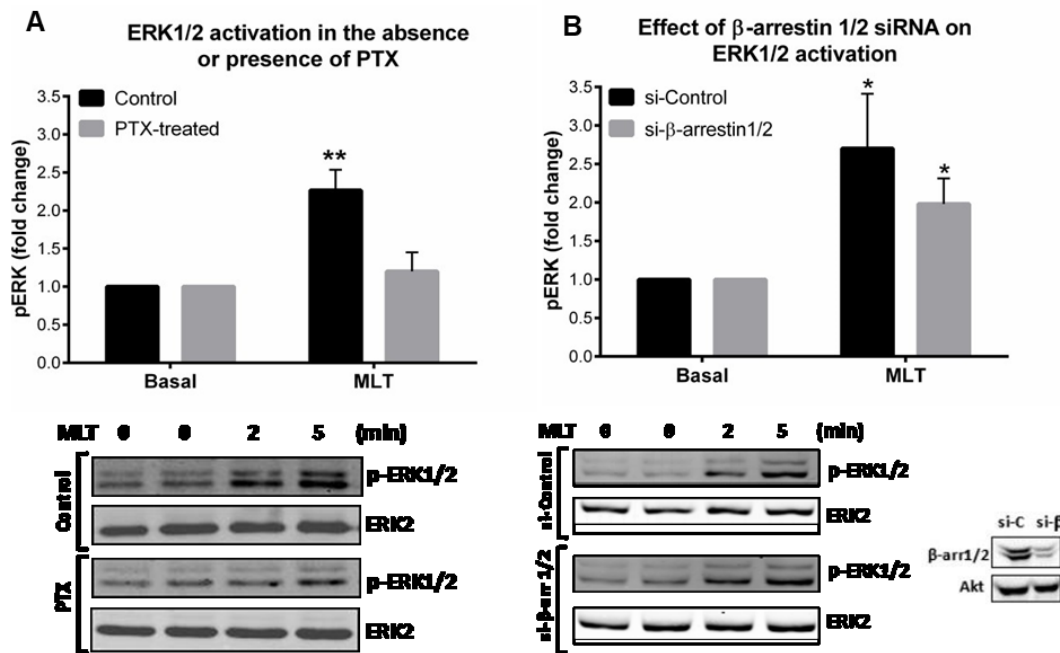 A
ERK1/2 activation in the absence
or presence of PTX
pERK (fold change)
3.5
3.0
2.5
2.0
1.5
1.0
0.5
0.0
Control
PTX-treated
**
Basal
MLT
MLT 0 0 2 5 (min)
Control
p-ERK1/2
ERK2
PTX
p-ERK1/2
ERK2
B
Effect of β-arrestin 1/2 siRNA on
ERK1/2 activation
pERK (fold change)
3.5
3.0
2.5
2.0
1.5
1.0
0.5
0.0
si-Control
si-β-arrestin1/2
*
*
Basal
MLT
MLT 0 0 2 5 (min)
si-Control
p-ERK1/2
ERK2
si-β-arr 1/2
p-ERK1/2
ERK2
si-C si-β
β-arr1/2
Akt